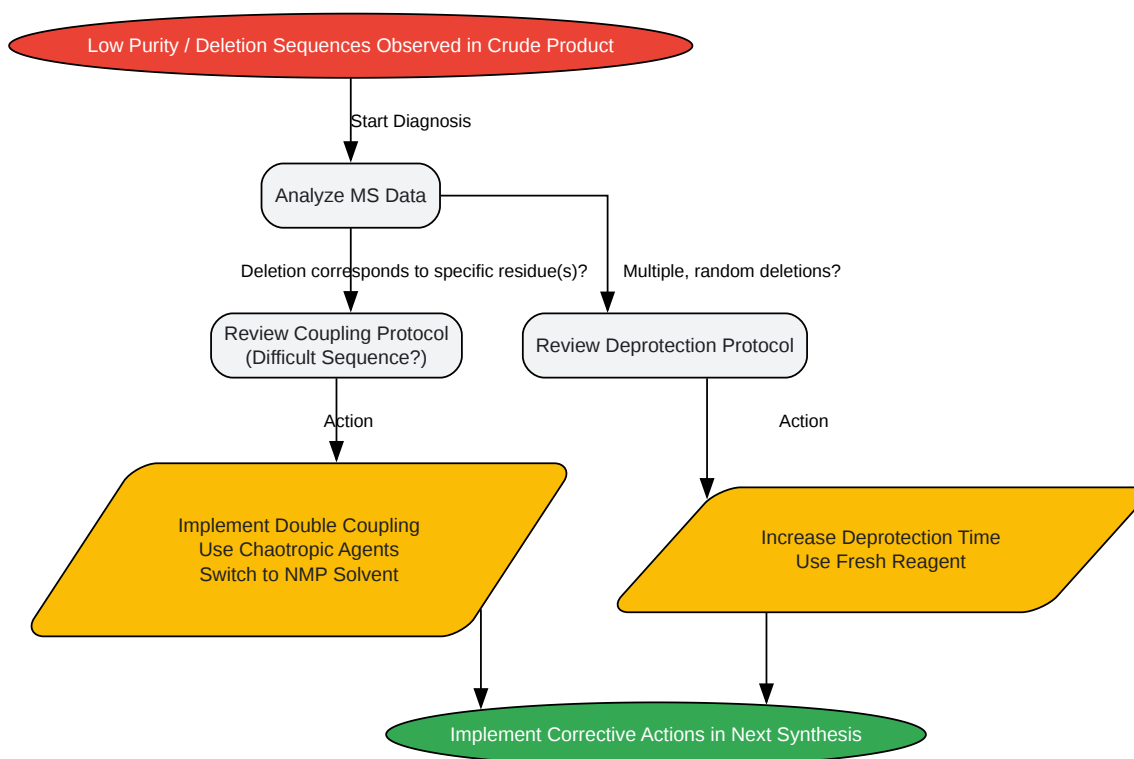 Low Purity / Deletion Sequences Observed in Crude Product
Start Diagnosis
Analyze MS Data
Deletion corresponds to specific residue(s)?
Multiple, random deletions?
Review Coupling Protocol
(Difficult Sequence?)
Review Deprotection Protocol
Action
Action
Implement Double Coupling
Use Chaotropic Agents
Switch to NMP Solvent
Increase Deprotection Time
Use Fresh Reagent
Implement Corrective Actions in Next Synthesis